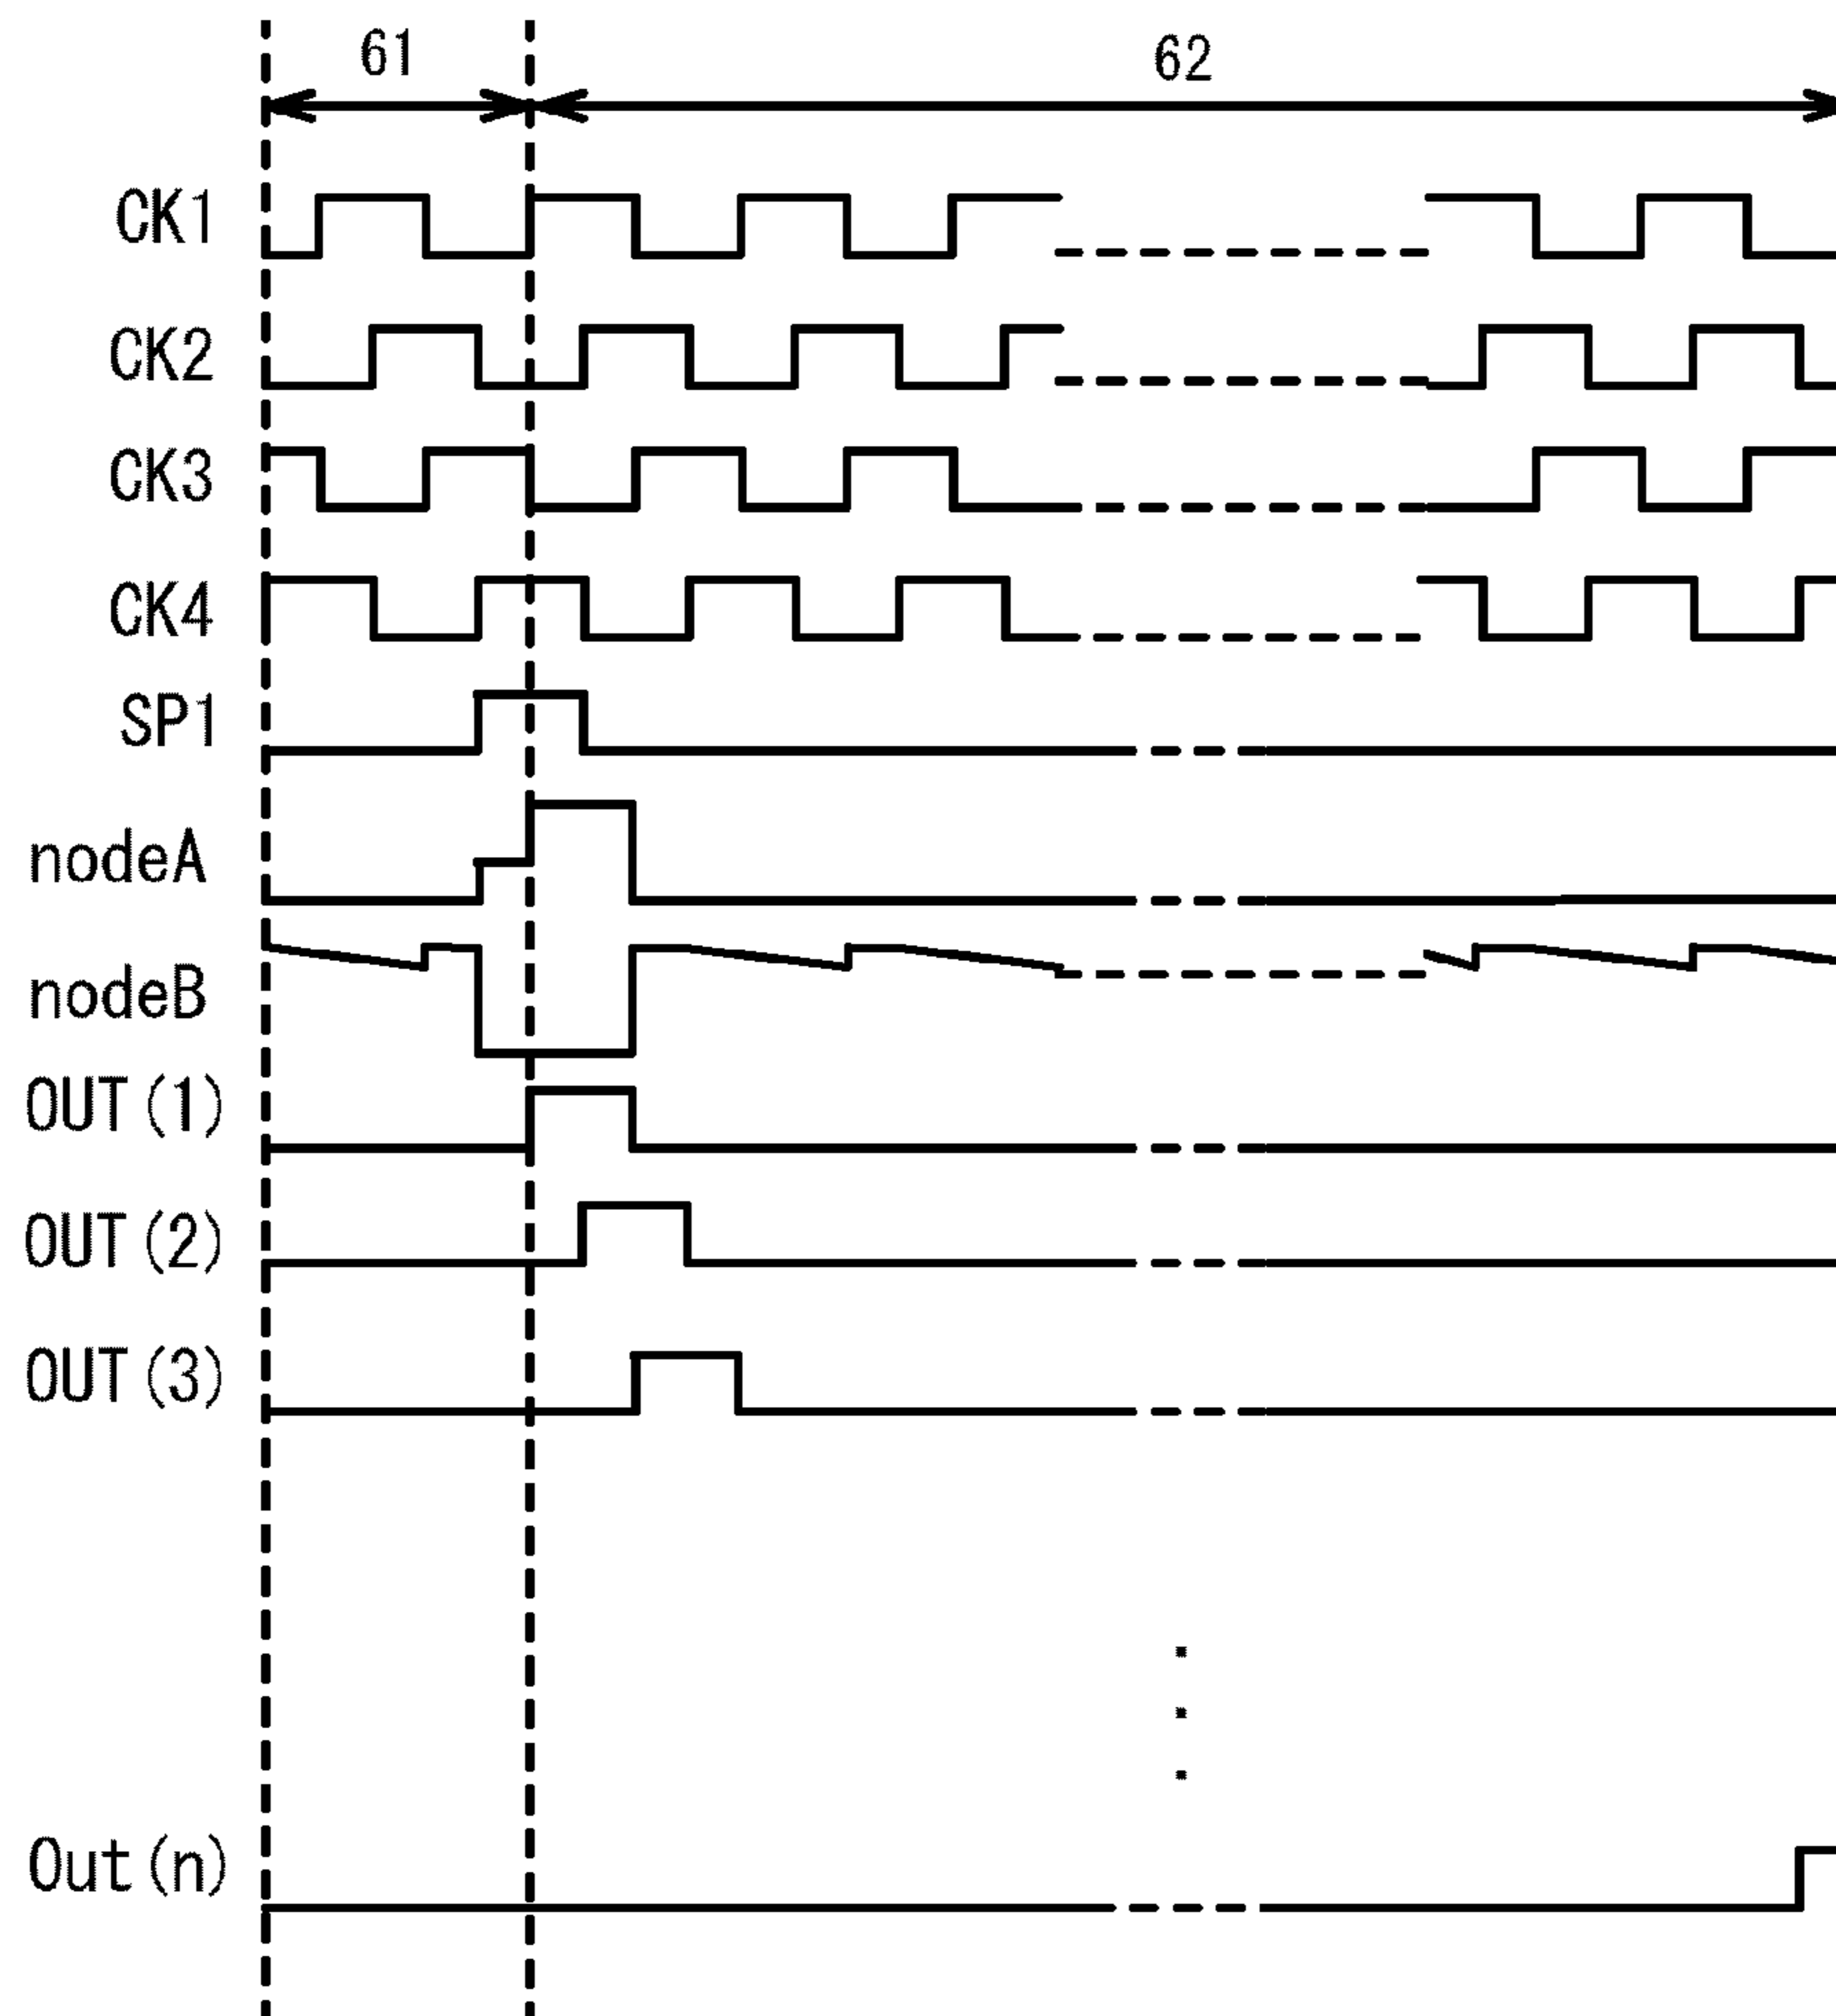 61 62
CK1
CK2
CK3
CK4
SP1
nodeA
nodeB
OUT(1)
OUT(2)
OUT(3)
Out(n)